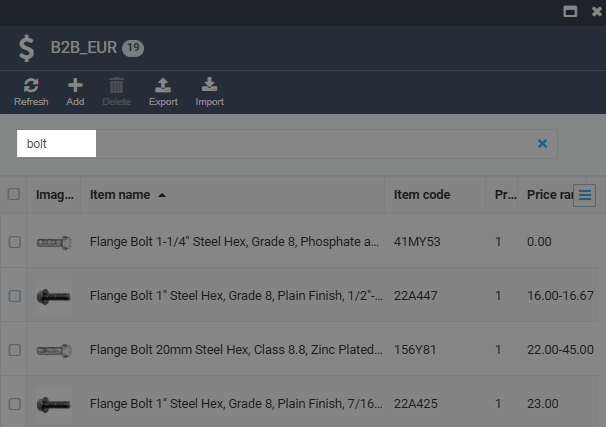 B2B_EUR 19
Refresh Add Delete Export Import
bolt
Imag... Item name Item code Pr... Price ran
Flange Bolt 1-1/4" Steel Hex, Grade 8, Phosphate a... 41MY53 1 0.00
Flange Bolt 1" Steel Hex, Grade 8, Plain Finish, 1/2"-... 22A447 1 16.00-16.67
Flange Bolt 20mm Steel Hex, Class 8.8, Zinc Plated... 156Y81 1 22.00-45.00
Flange Bolt 1" Steel Hex, Grade 8, Plain Finish, 7/16... 22A425 1 23.00